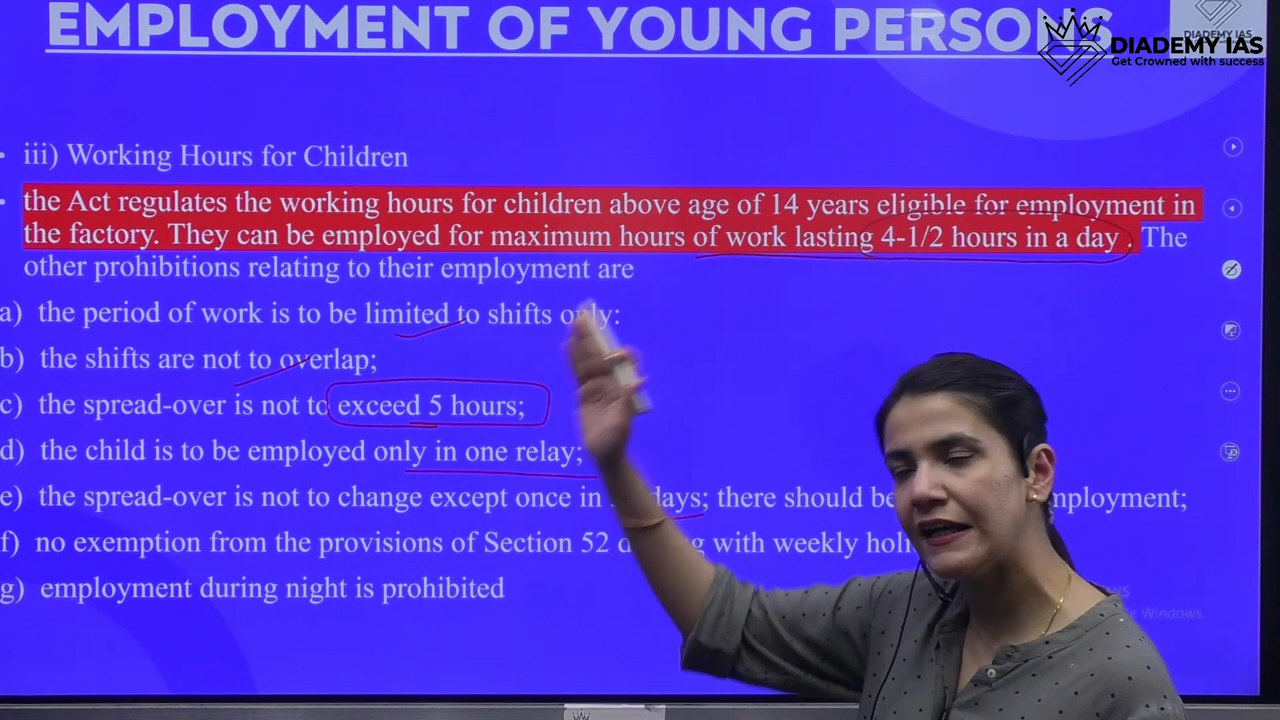 EMPLOYMENT OF YOUNG PERSONS
DIADEMY IAS
DIADEMY IAS
Get Crowned with success
• iii) Working Hours for Children
• the Act regulates the working hours for children above age of 14 years eligible for employment in
the factory. They can be employed for maximum hours of work lasting 4-1/2 hours in a day . The
other prohibitions relating to their employment are
a) the period of work is to be limited to shifts only:
b) the shifts are not to overlap;
c) the spread-over is not to exceed 5 hours;
d) the child is to be employed only in one relay;
e) the spread-over is not to change except once in days; there should be
f) no exemption from the provisions of Section 52 with weekly
g) employment during night is prohibited
Windows.